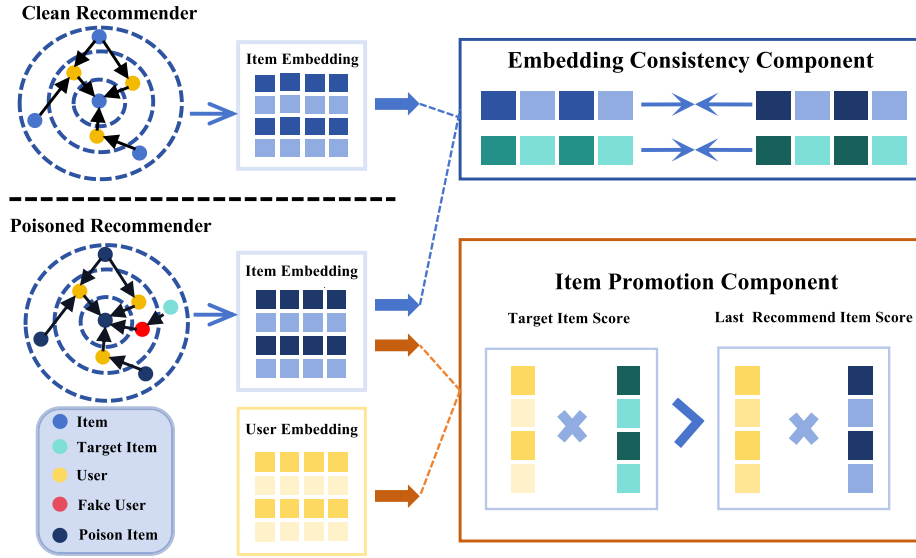 Clean Recommender
Item Embedding
Embedding Consistency Component
Poisoned Recommender
Item Embedding
Item Promotion Component
Target Item Score
Last Recommend Item Score
User Embedding
Item
Target Item
User
Fake User
Poison Item